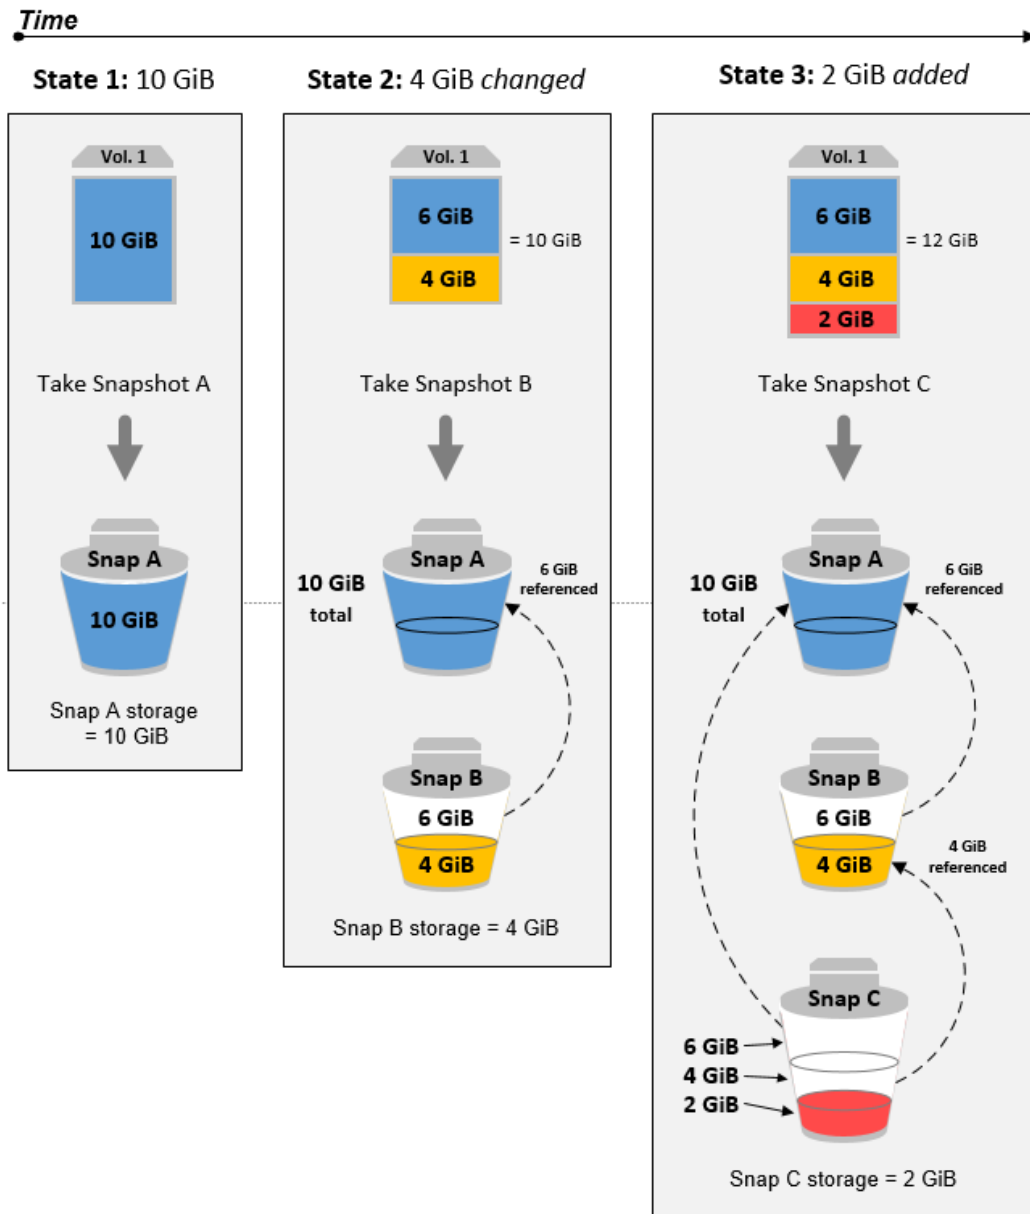 Time
State 1: 10 GiB
Vol. 1
10 GiB
Take Snapshot A
Snap A
10 GiB
Snap A storage
= 10 GiB
State 2: 4 GiB changed
Vol. 1
6 GiB
= 10 GiB
4 GiB
Take Snapshot B
Snap A
10 GiB
total
6 GiB
referenced
Snap B
6 GiB
4 GiB
Snap B storage = 4 GiB
State 3: 2 GiB added
Vol. 1
6 GiB
= 12 GiB
4 GiB
2 GiB
Take Snapshot C
Snap A
10 GiB
total
6 GiB
referenced
Snap B
6 GiB
4 GiB
4 GiB
referenced
Snap C
6 GiB
4 GiB
2 GiB
Snap C storage = 2 GiB